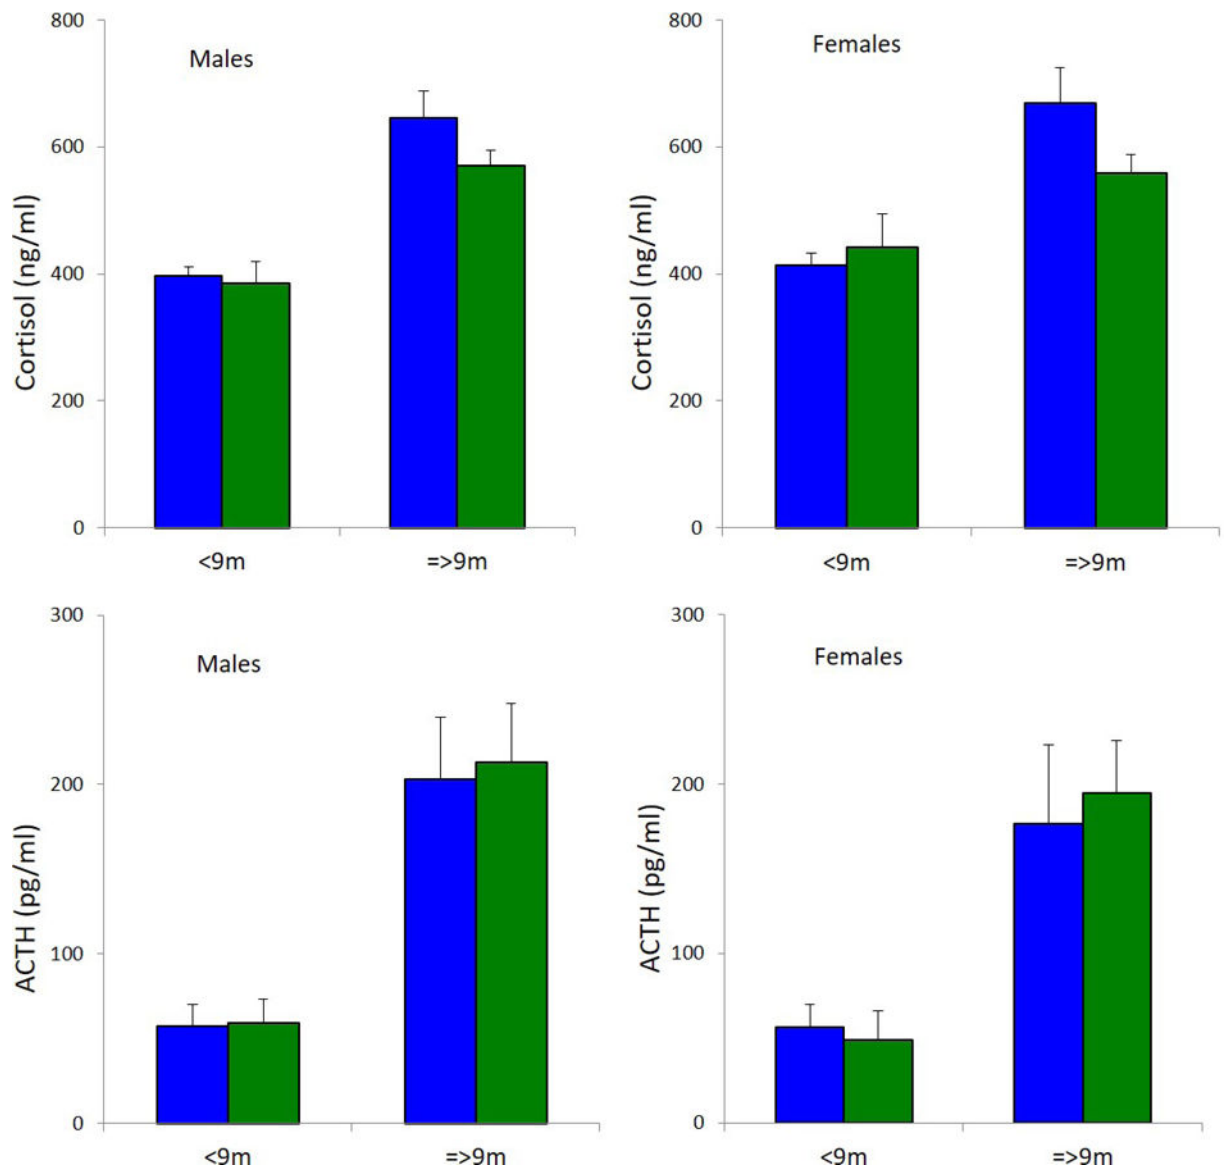 800
600
400
200
0
Cortisol (ng/ml)
Males
<9m
=>9m
800
600
400
200
0
Cortisol (ng/ml)
Females
<9m
=>9m
300
200
100
0
ACTH (pg/ml)
Males
<9m
=>9m
300
200
100
0
ACTH (pg/ml)
Females
<9m
=>9m